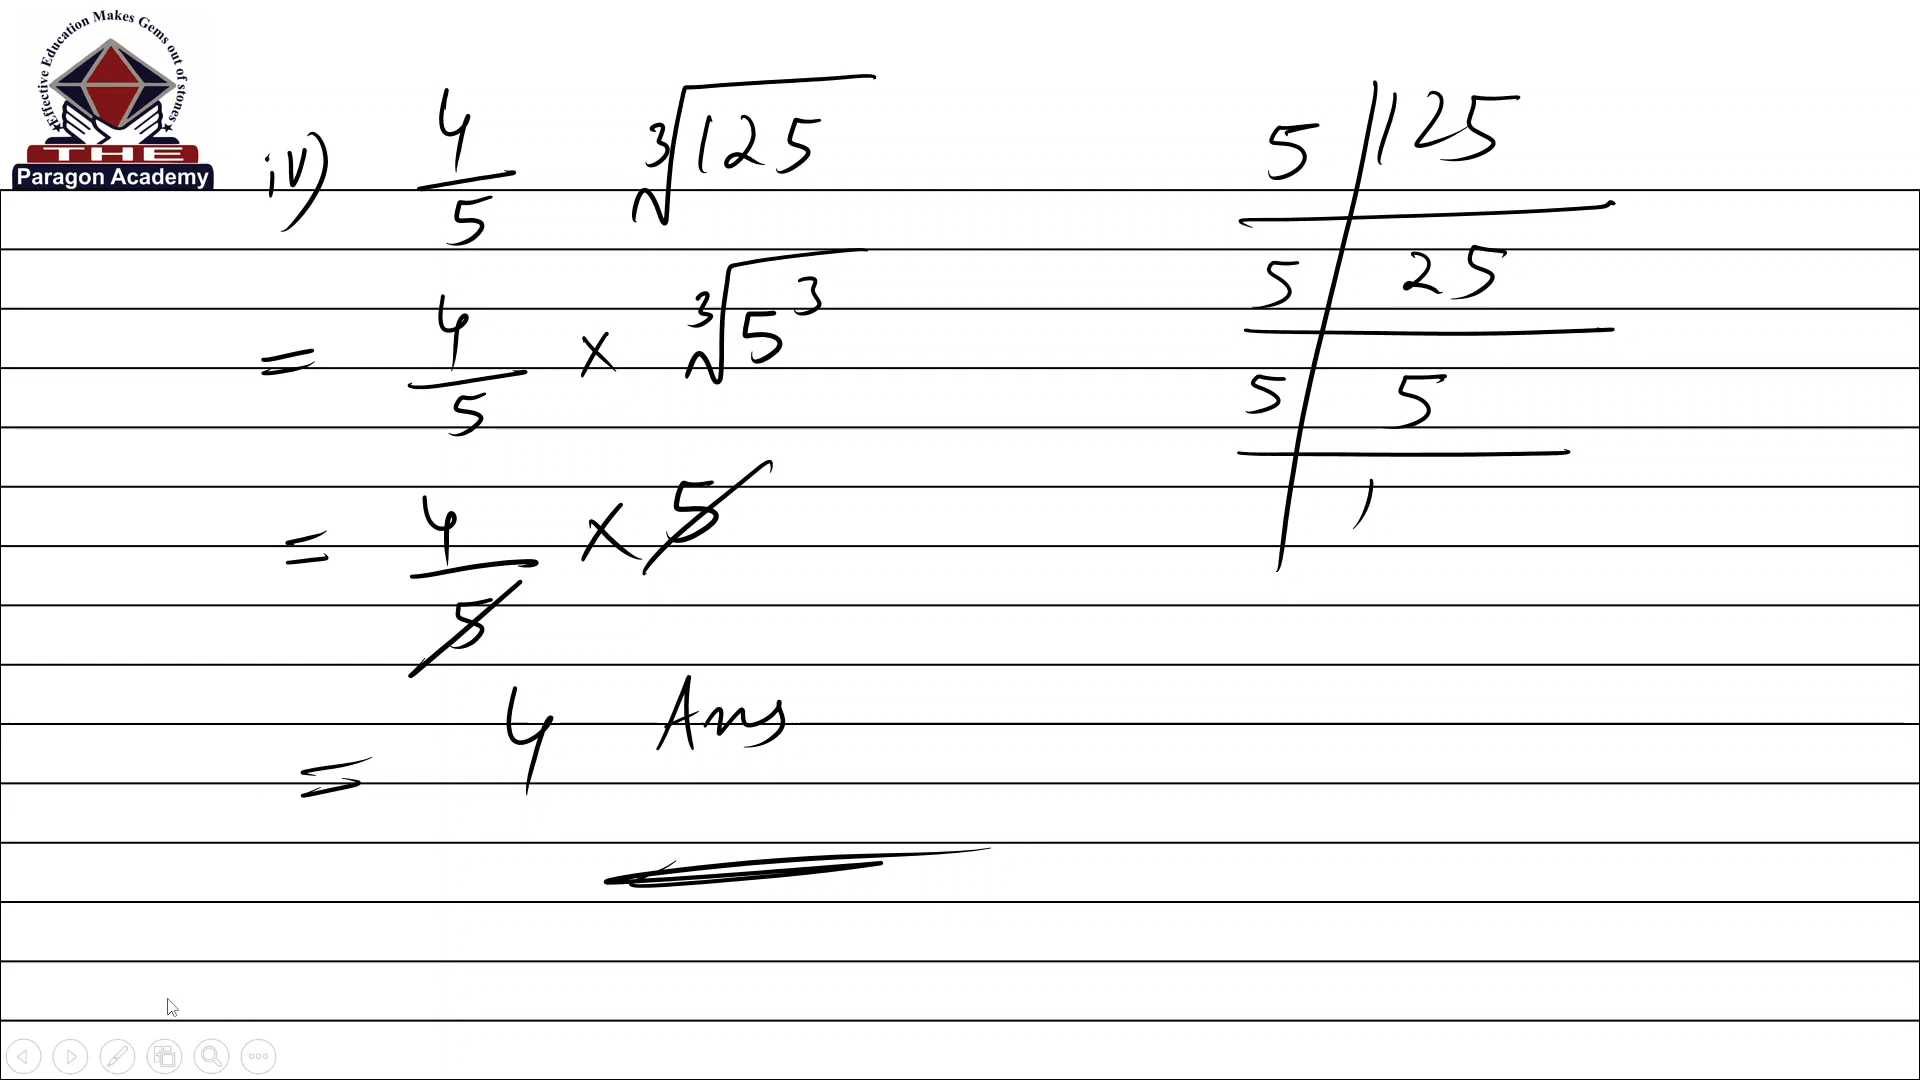 Effective Education Makes Gems out of stones
THE
Paragon Academy
iv) 4/5 ∛125
= 4/5 × ∛5³
= 4/5 × 5
= 4 Ans
5 | 125
5 | 25
5 | 5
1